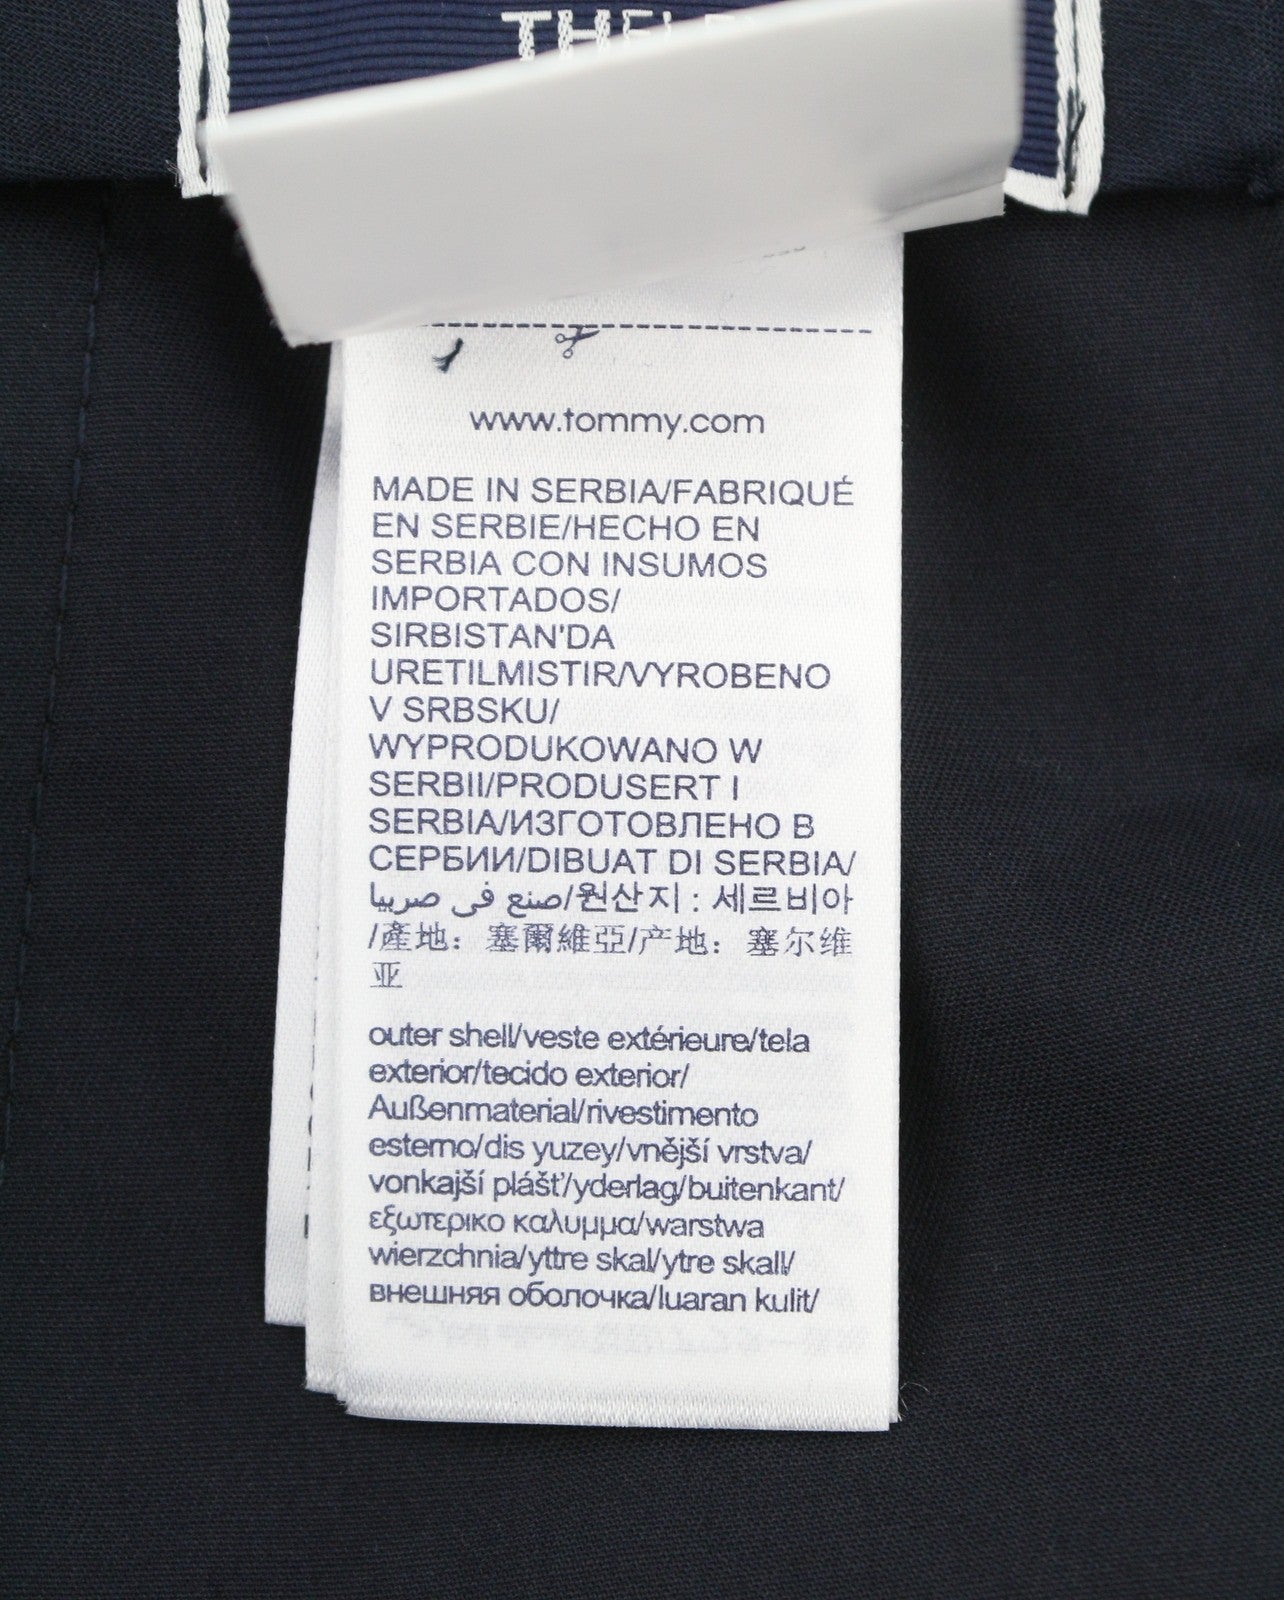 www.tommy.com
MADE IN SERBIA/FABRIQUÉ
EN SERBIE/HECHO EN
SERBIA CON INSUMOS
IMPORTADOS/
SIRBISTAN'DA
URETILMISTIR/VYROBENO
V SRBSKU/
WYPRODUKOWANO W
SERBII/PRODUSERT I
SERBIA/ИЗГОТОВЛЕНО В
СЕРБИИ/DIBUAT DI SERBIA/
صنع في صربيا/원산지 : 세르비아
/產地：塞爾維亞/产地：塞尔维
亚
outer shell/veste extérieure/tela
exterior/tecido exterior/
Außenmaterial/rivestimento
esterno/dis yuzey/vnější vrstva/
vonkajší plášť/yderlag/buitenkant/
εξωτερικο καλυμμα/warstwa
wierzchnia/yttre skal/ytre skall/
внешняя оболочка/luaran kulit/